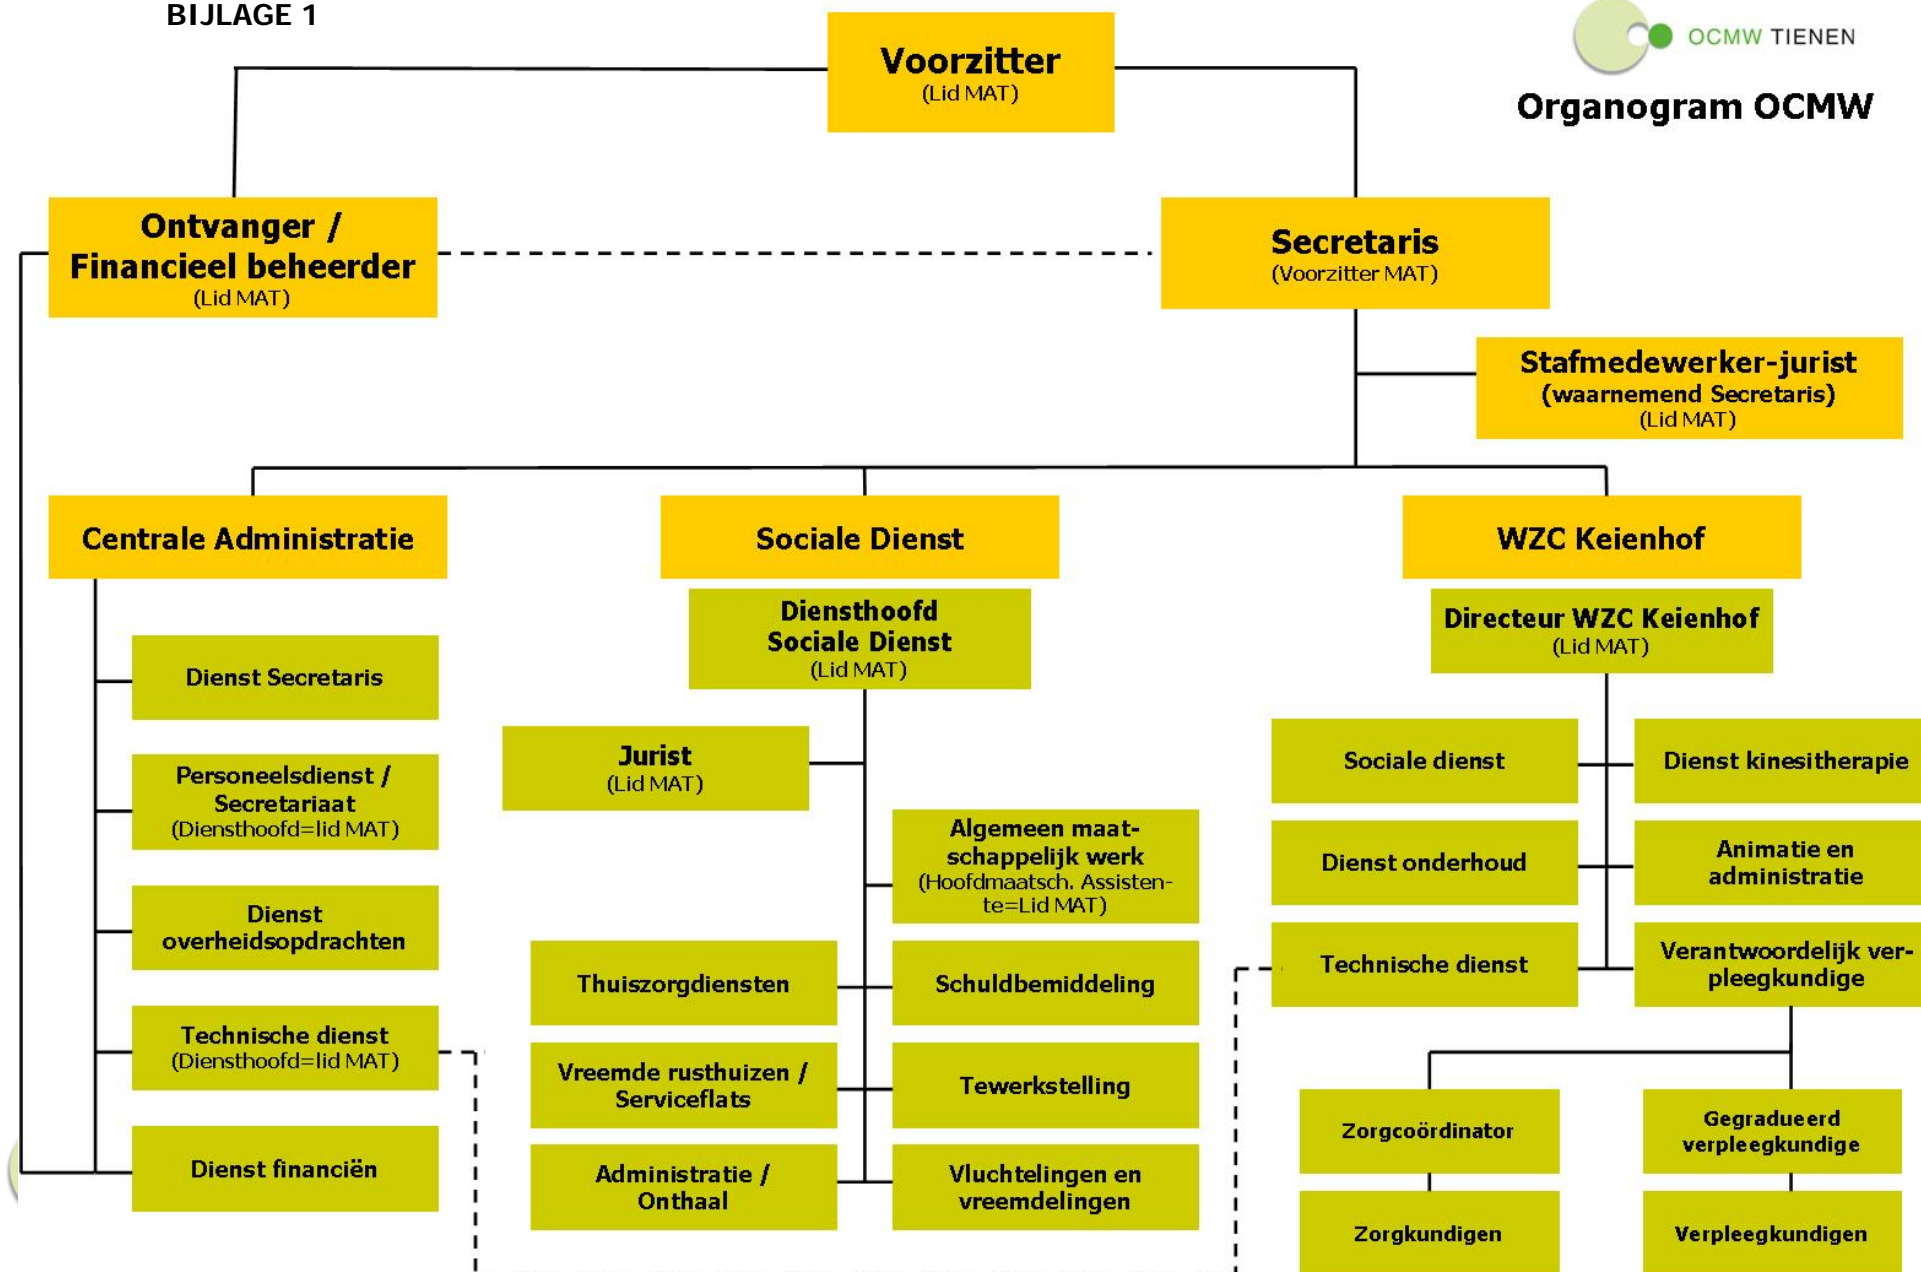 BIJLAGE 1
OCMW TIENEN
Organogram OCMW
Voorzitter
(Lid MAT)
Ontvanger /
Financieel beheerder
(Lid MAT)
Secretaris
(Voorzitter MAT)
Stafmedewerker-jurist
(waarnemend Secretaris)
(Lid MAT)
Centrale Administratie
Dienst Secretaris
Personeelsdienst /
Secretariaat
(Diensthoofd=lid MAT)
Dienst
overheidsopdrachten
Technische dienst
(Diensthoofd=lid MAT)
Dienst financiën
Sociale Dienst
Diensthoofd
Sociale Dienst
(Lid MAT)
Jurist
(Lid MAT)
Algemeen maat-
schappelijk werk
(Hoofdmaatsch. Assisten-
te=Lid MAT)
Thuiszorgdiensten
Schuldbemiddeling
Vreemde rusthuizen /
Serviceflats
Tewerkstelling
Administratie /
Onthaal
Vluchtelingen en
vreemdelingen
WZC Keienhof
Directeur WZC Keienhof
(Lid MAT)
Sociale dienst
Dienst kinesitherapie
Dienst onderhoud
Animatie en
administratie
Technische dienst
Verantwoordelijk ver-
pleegkundige
Zorgcoördinator
Gegradueerd
verpleegkundige
Zorgkundigen
Verpleegkundigen